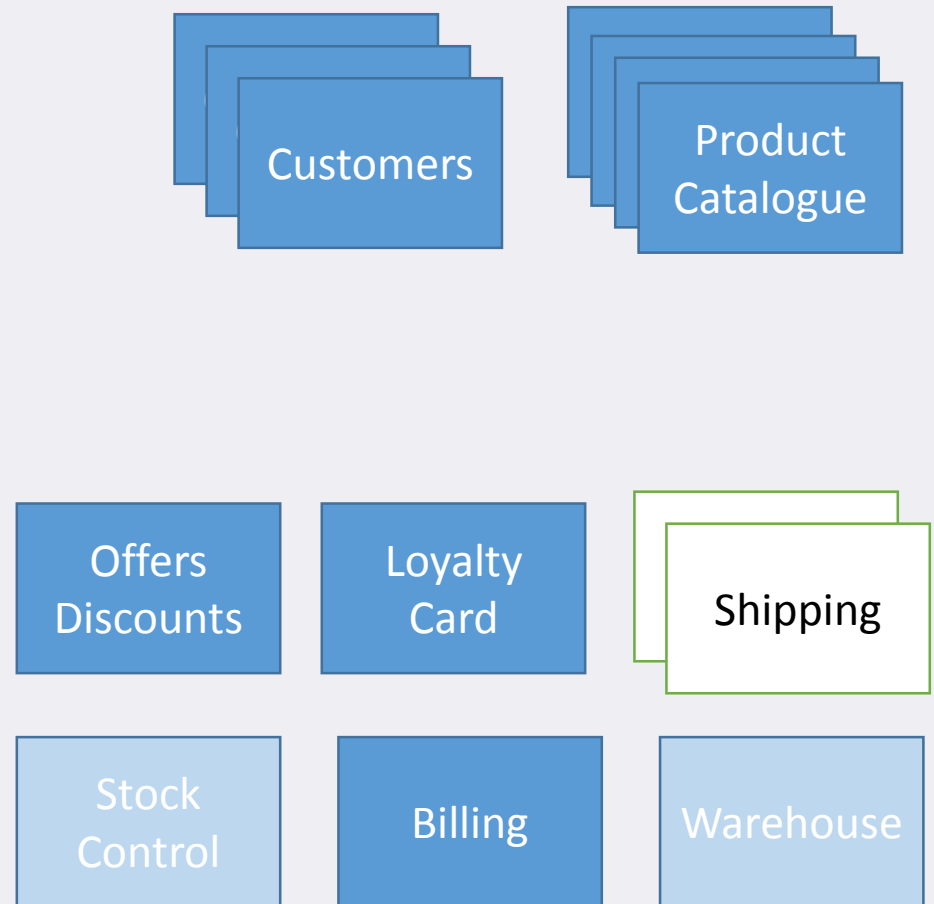 Customers
Product
Catalogue
Offers
Discounts
Loyalty
Card
Shipping
Stock
Control
Billing
Warehouse